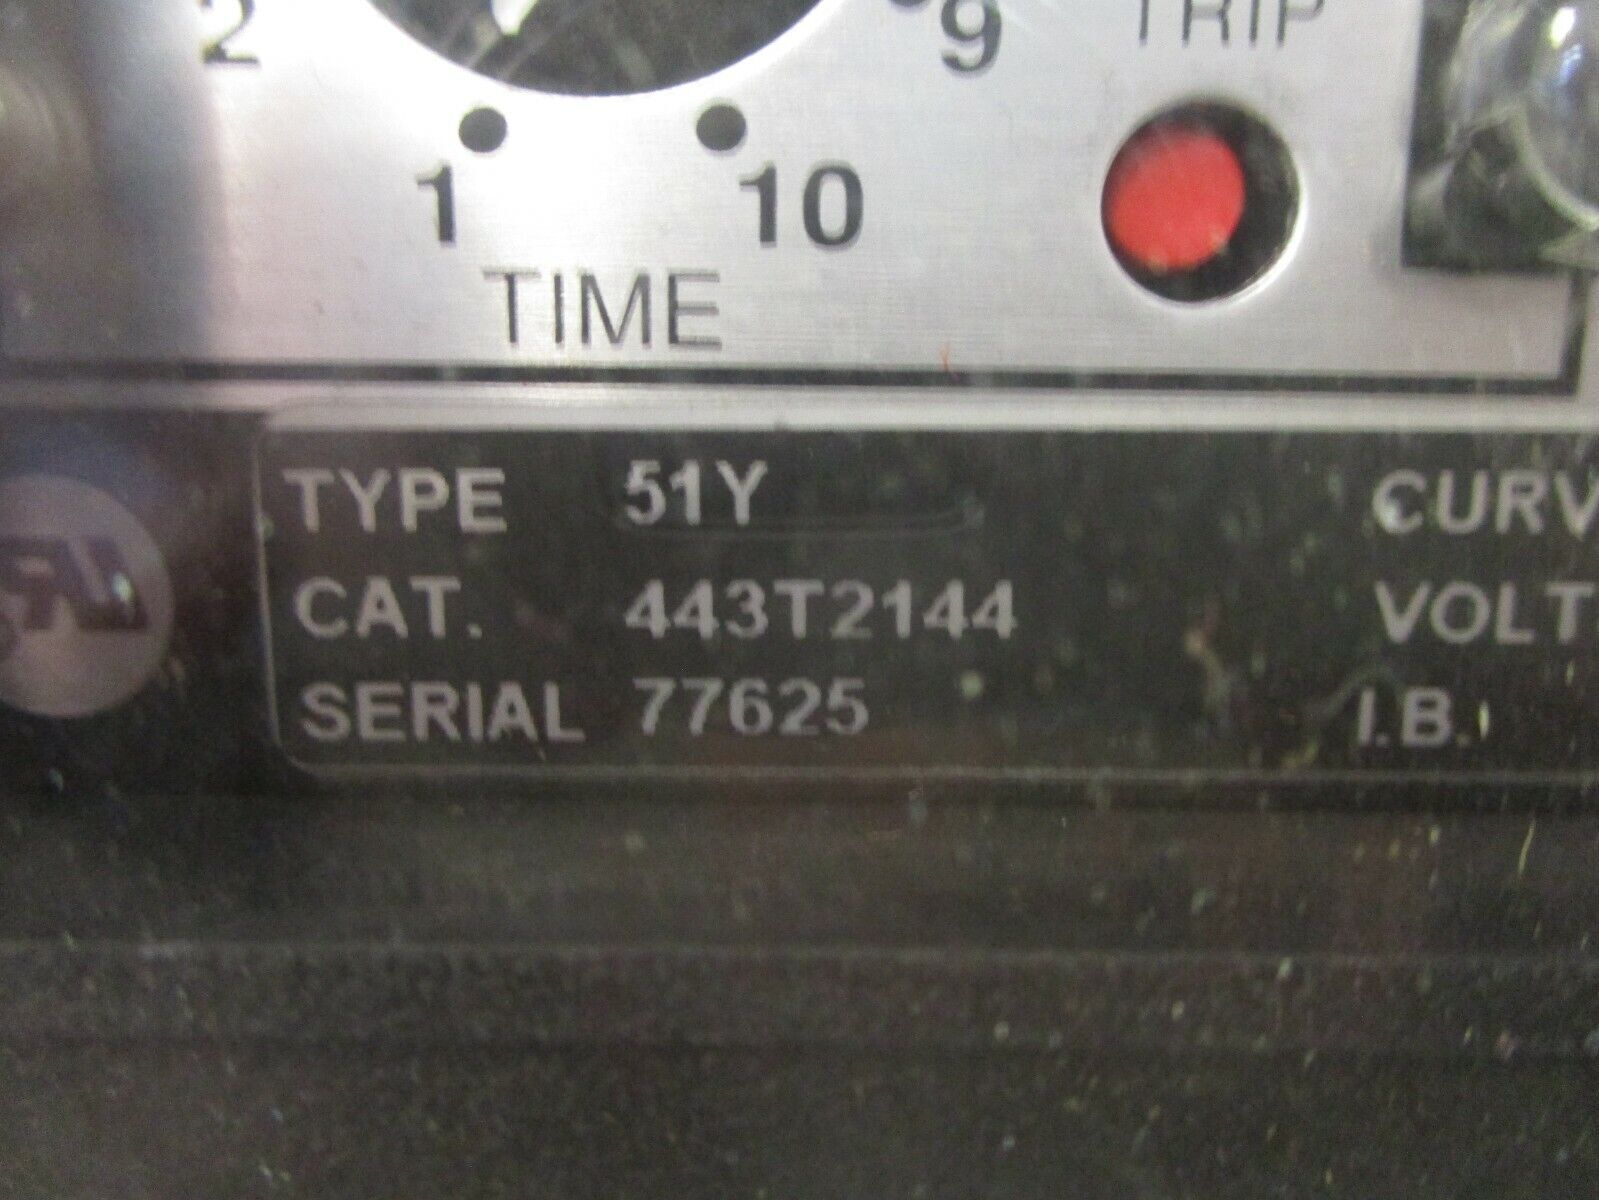 2
9
TRIP
1
10
TIME
TYPE 51Y CURV
CAT. 443T2144 VOLT
SERIAL 77625 I.B.